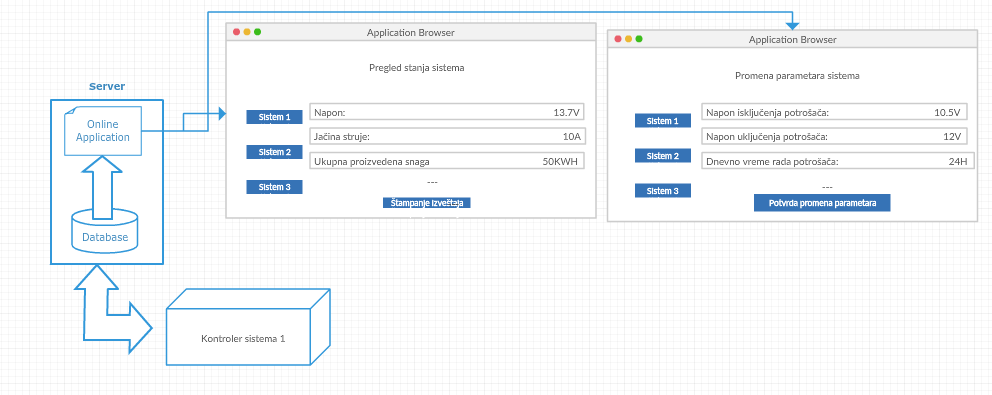 Server
Online
Application
Database
Kontroler sistema 1
Application Browser
Pregled stanja sistema
Sistem 1
Sistem 2
Sistem 3
Napon: 13.7V
Jačina struje: 10A
Ukupna proizvedena snaga 50KWH
---
Štampanje izveštaja
Application Browser
Promena parametara sistema
Sistem 1
Sistem 2
Sistem 3
Napon isključenja potrošača: 10.5V
Napon uključenja potrošača: 12V
Dnevno vreme rada potrošača: 24H
---
Potvrda promena parametara